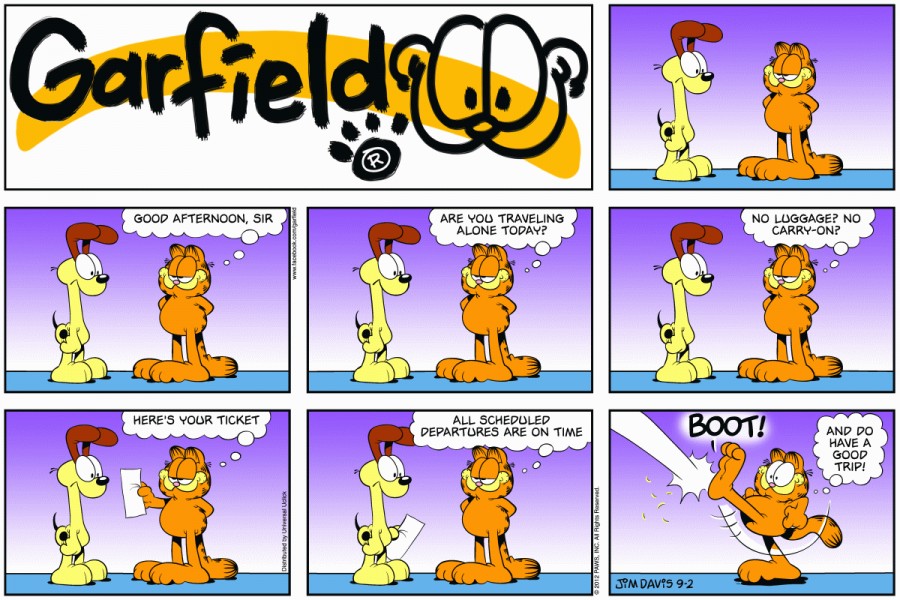 Garfield
®
GOOD AFTERNOON, SIR
www.facebook.com/garfield
ARE YOU TRAVELING
ALONE TODAY?
NO LUGGAGE? NO
CARRY-ON?
HERE'S YOUR TICKET
Distributed by Universal Uclick
ALL SCHEDULED
DEPARTURES ARE ON TIME
© 2012 PAWS, INC. All Rights Reserved.
BOOT!
AND DO
HAVE A
GOOD
TRIP!
JIM DAVIS 9-2